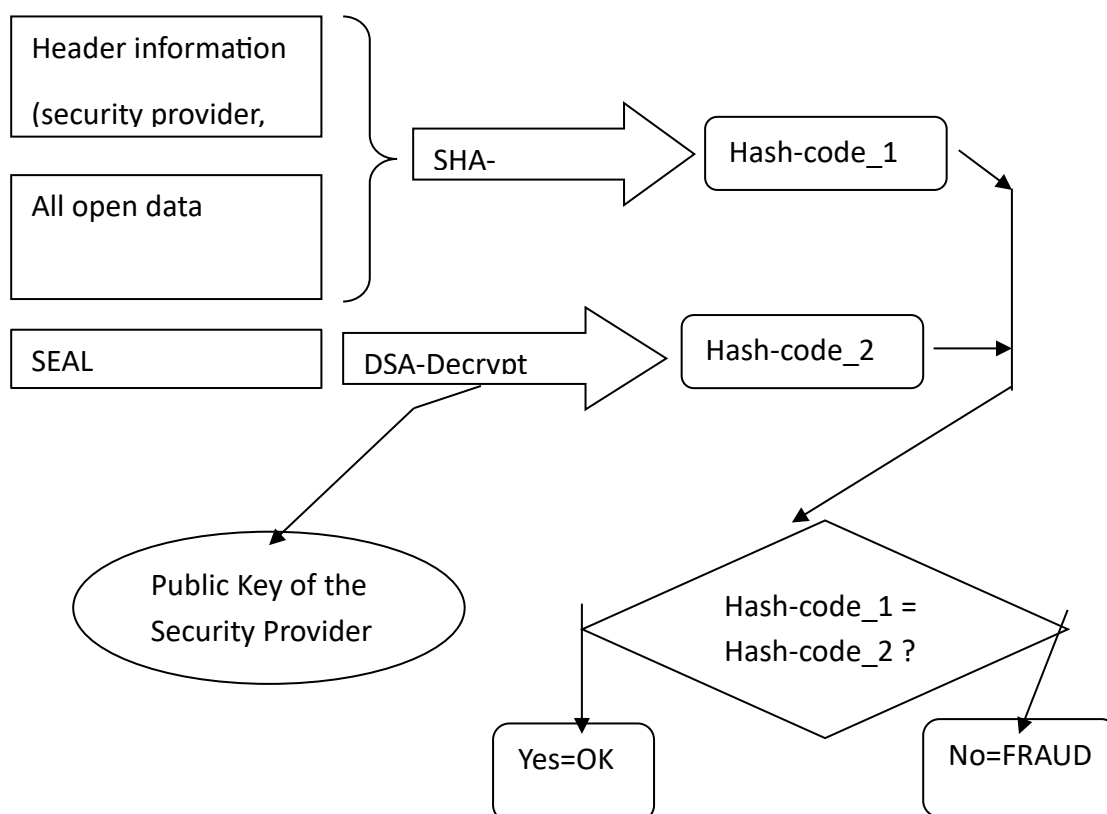 Header information
(security provider,
SHA-
Hash-code_1
All open data
SEAL
DSA-Decrypt
Hash-code_2
Public Key of the
Security Provider
Hash-code_1 =
Hash-code_2 ?
Yes=OK
No=FRAUD